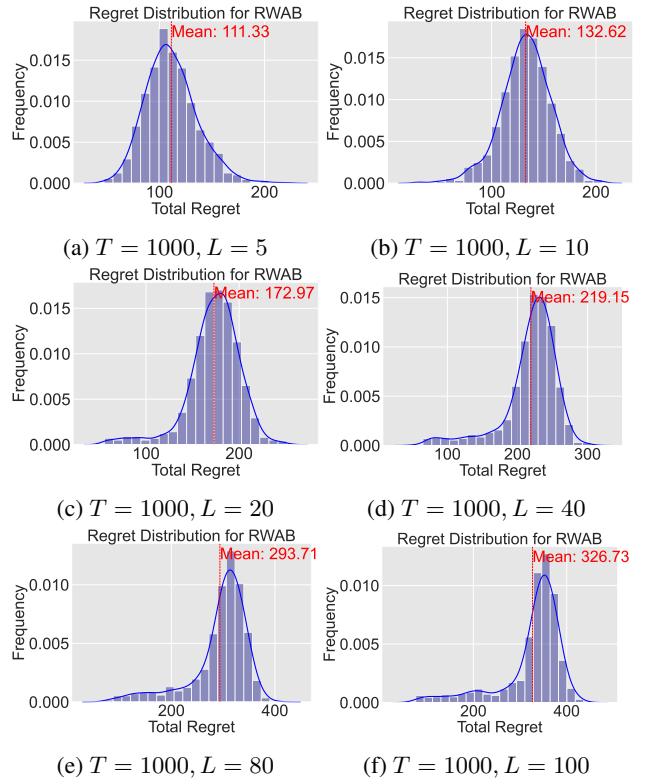 Regret Distribution for RWAB
Mean: 111.33
0.015
0.010
0.005
0.000
Frequency
100
200
Total Regret
(a) T = 1000, L = 5
Regret Distribution for RWAB
Mean: 132.62
0.015
0.010
0.005
0.000
Frequency
100
200
Total Regret
(b) T = 1000, L = 10
Regret Distribution for RWAB
Mean: 172.97
0.015
0.010
0.005
0.000
Frequency
100
200
Total Regret
(c) T = 1000, L = 20
Regret Distribution for RWAB
Mean: 219.15
0.015
0.010
0.005
0.000
Frequency
100
200
300
Total Regret
(d) T = 1000, L = 40
Regret Distribution for RWAB
Mean: 293.71
0.010
0.005
0.000
Frequency
200
400
Total Regret
(e) T = 1000, L = 80
Regret Distribution for RWAB
Mean: 326.73
0.010
0.005
0.000
Frequency
200
400
Total Regret
(f) T = 1000, L = 100